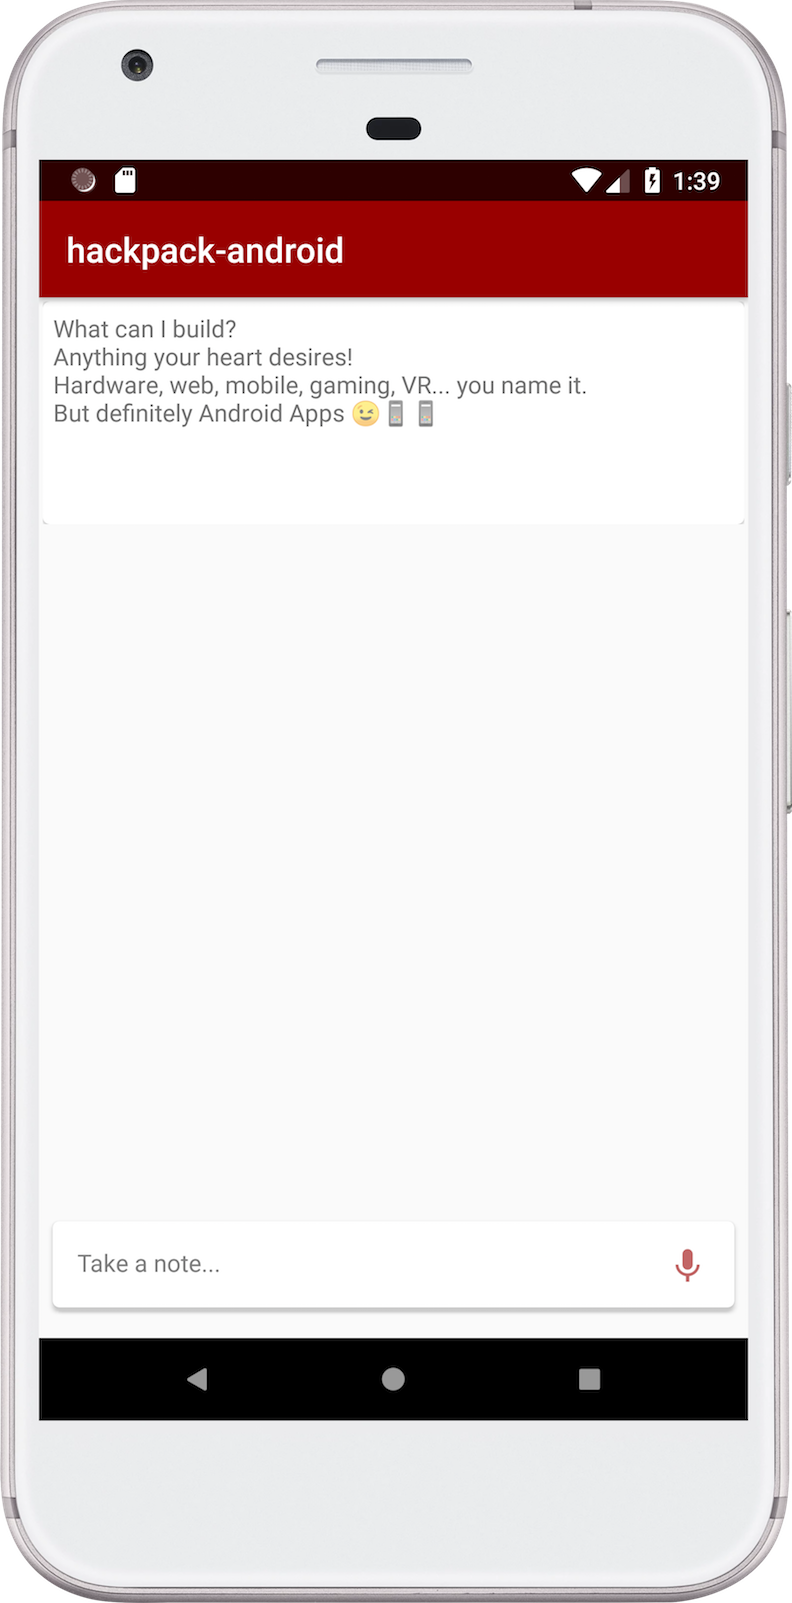 1:39
hackpack-android
What can I build?
Anything your heart desires!
Hardware, web, mobile, gaming, VR... you name it.
But definitely Android Apps 😉📱📱
Take a note...